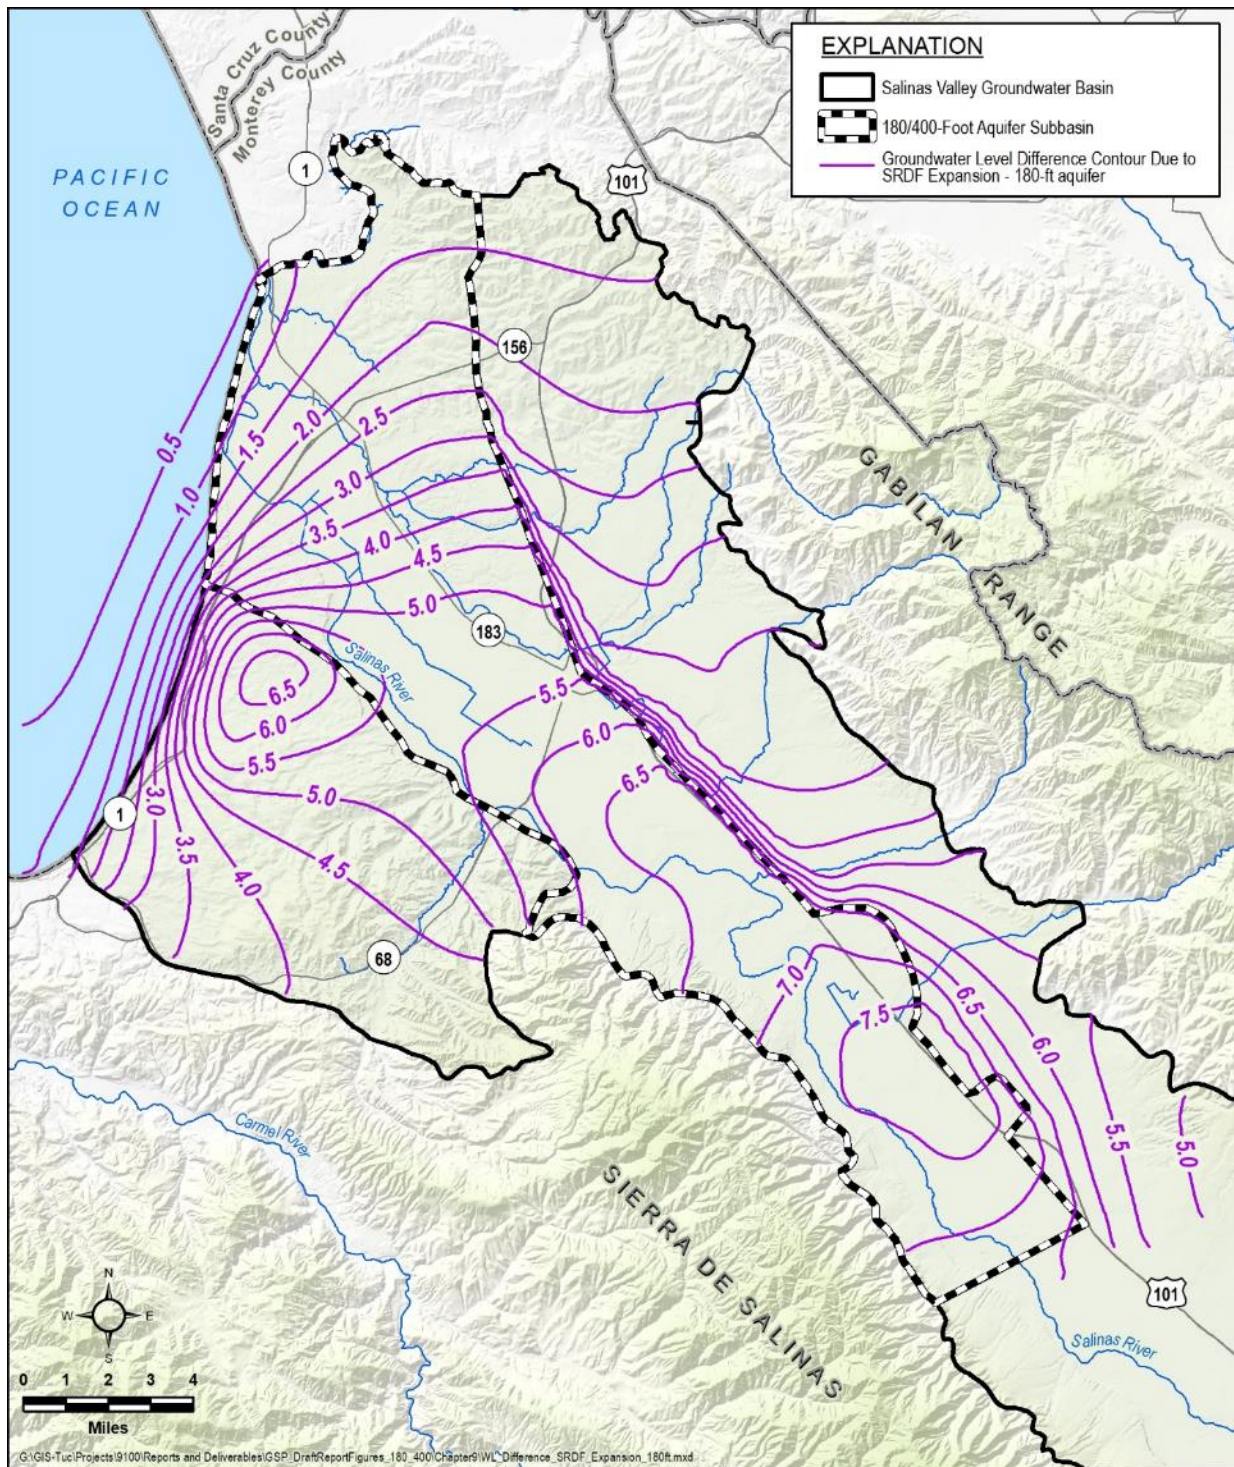 EXPLANATION
Salinas Valley Groundwater Basin
180/400-Foot Aquifer Subbasin
Groundwater Level Difference Contour Due to
SRDF Expansion - 180-ft aquifer
Santa Cruz County
Monterey County
PACIFIC
OCEAN
1
101
156
0.5
1.0
1.5
2.0
2.5
3.0
3.5
4.0
4.5
5.0
GABILAN RANGE
183
Salinas River
6.5
6.0
5.5
5.0
4.5
4.0
3.5
3.0
1
5.5
6.0
6.5
68
7.0
7.5
6.5
6.0
5.5
5.0
Carmel River
SIERRA DE SALINAS
101
Salinas River
N
W
E
S
0 1 2 3 4
Miles
G:\GIS-Tuc\Projects\9100\Reports and Deliverables\GSP_DraftReportFigures_180_400\Chapter9\WL_Difference_SRDF_Expansion_180ft.mxd